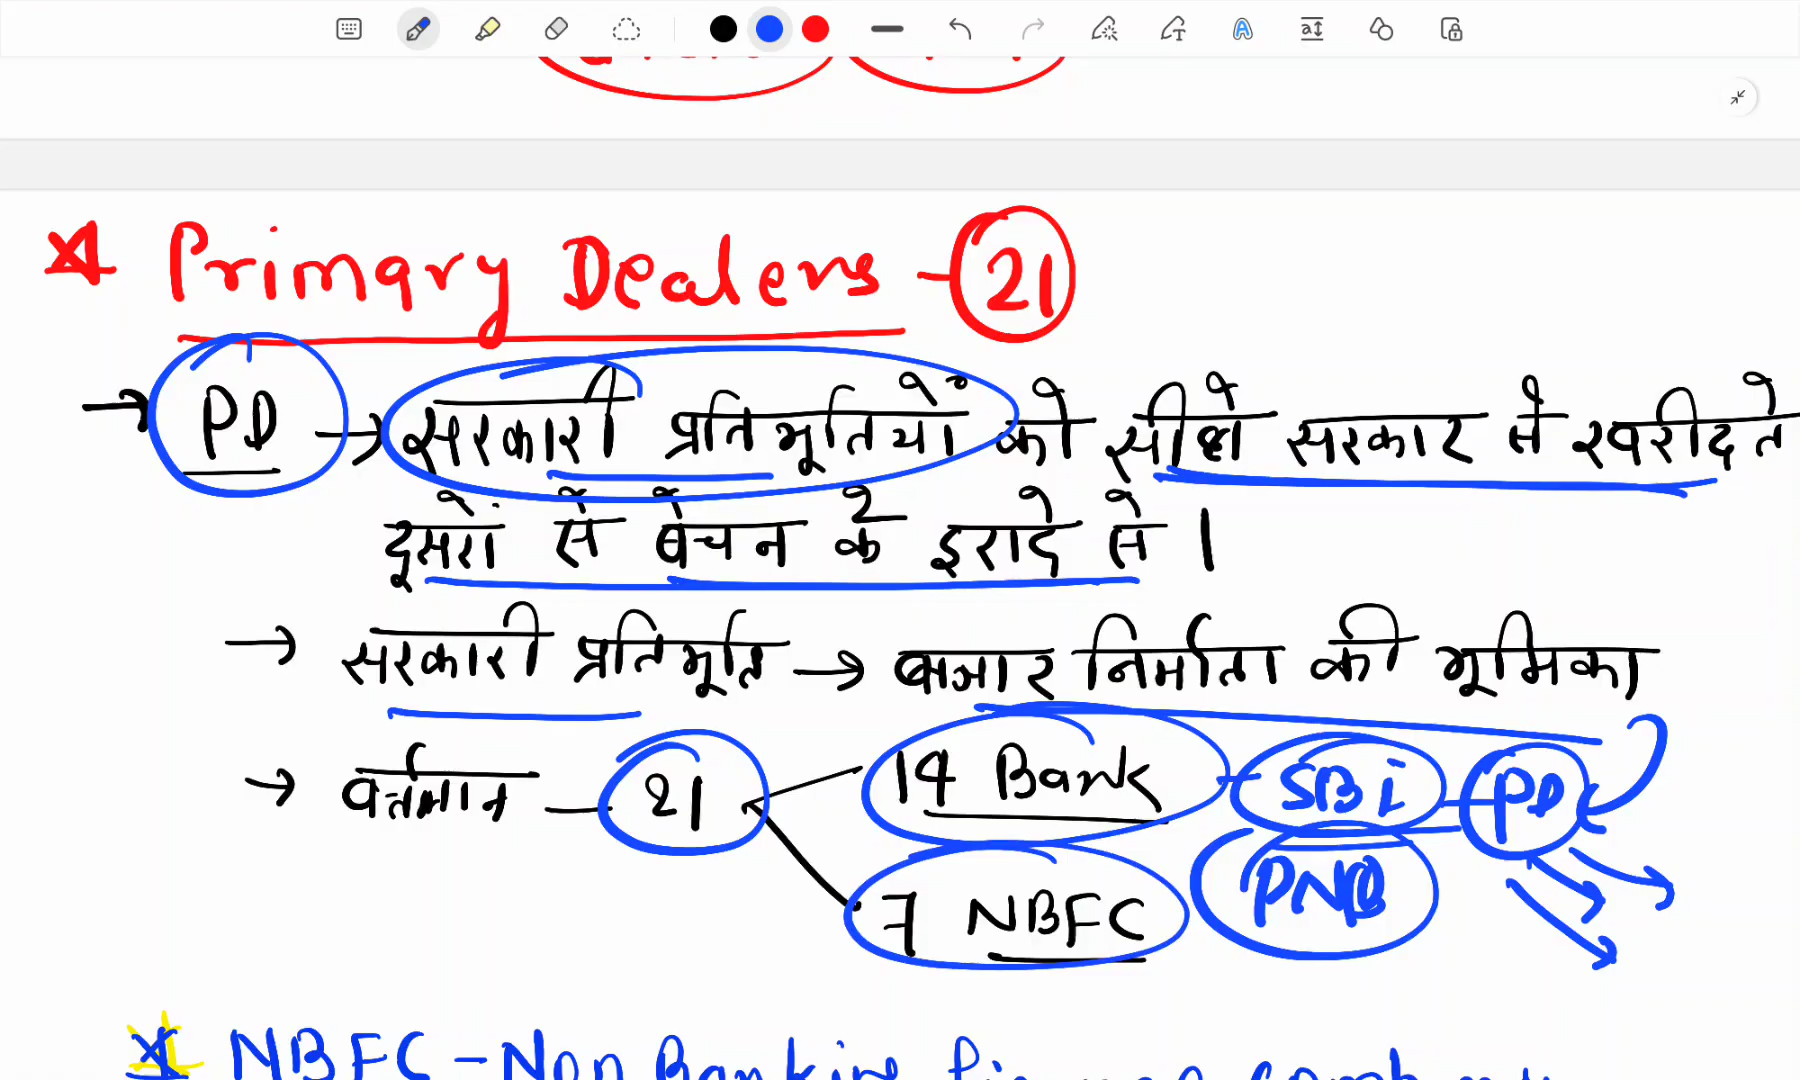 Primary Dealers - 21
→ PD → सरकारी प्रतिभूतियों को सीधे सरकार से खरीदते
दूसरों से बेचने के इरादे से।
→ सरकारी प्रतिभूति → बाजार निर्माता की भूमिका
→ वर्तमान - 21
14 Bank - SBi - PD
PNB
7 NBFC
NBFC - Non Banking